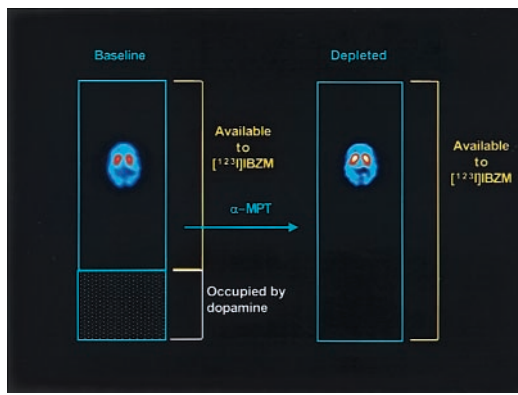 Baseline
Depleted
Available
to
[¹²³I]IBZM
Available
to
[¹²³I]IBZM
α–MPT
Occupied by
dopamine